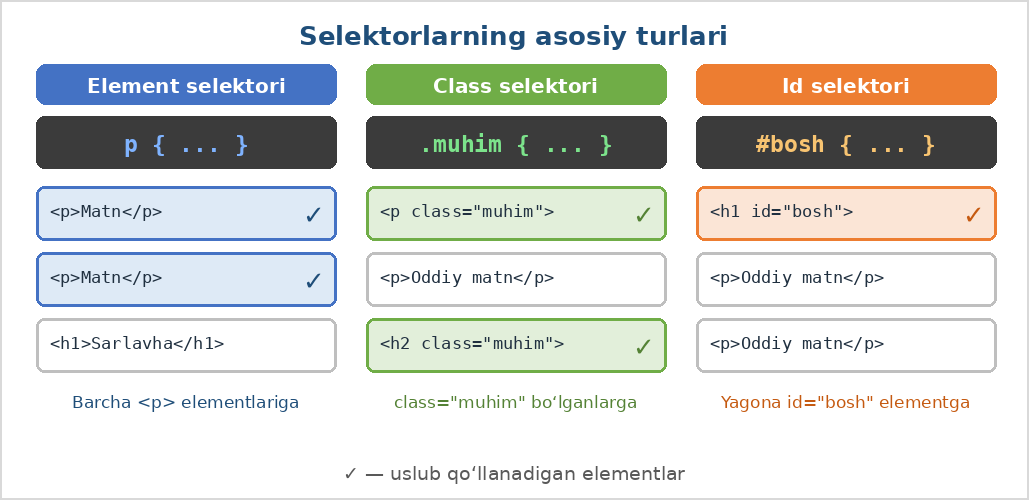 Selektorlarning asosiy turlari
Element selektori
p { ... }
<p>Matn</p> ✓
<p>Matn</p> ✓
<h1>Sarlavha</h1>
Barcha <p> elementlariga
Class selektori
.muhim { ... }
<p class="muhim"> ✓
<p>Oddiy matn</p>
<h2 class="muhim"> ✓
class="muhim" boʻlganlarga
Id selektori
#bosh { ... }
<h1 id="bosh"> ✓
<p>Oddiy matn</p>
<p>Oddiy matn</p>
Yagona id="bosh" elementga
✓ — uslub qoʻllanadigan elementlar